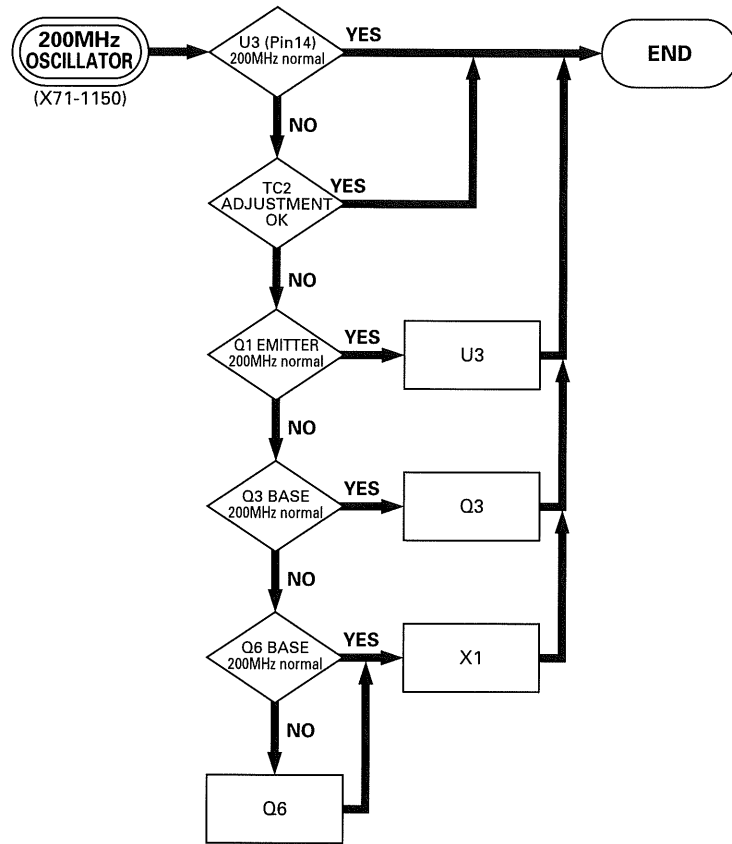 200MHz
OSCILLATOR
(X71-1150)
U3 (Pin14)
200MHz normal
YES
END
NO
TC2
ADJUSTMENT
OK
YES
NO
Q1 EMITTER
200MHz normal
YES
U3
NO
Q3 BASE
200MHz normal
YES
Q3
NO
Q6 BASE
200MHz normal
YES
X1
NO
Q6